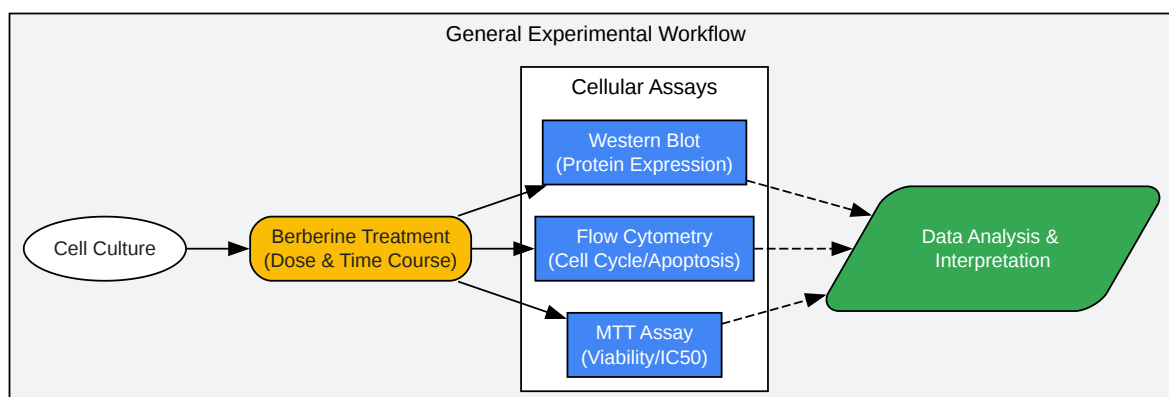 General Experimental Workflow
Cellular Assays
Western Blot
(Protein Expression)
Cell Culture
Berberine Treatment
(Dose & Time Course)
Flow Cytometry
(Cell Cycle/Apoptosis)
Data Analysis &
Interpretation
MTT Assay
(Viability/IC50)